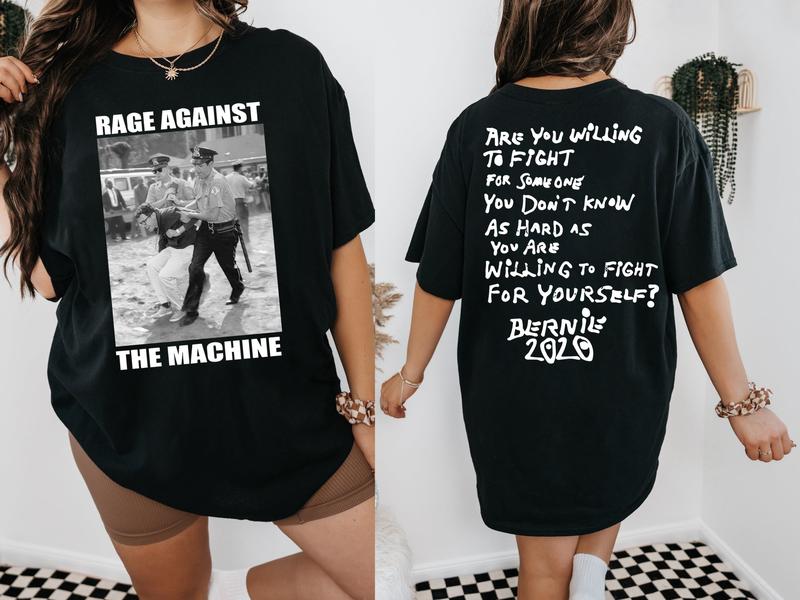 RAGE AGAINST
THE MACHINE
ARE YOU WILLING
TO FIGHT
FOR SOMEONE
YOU DON'T KNOW
AS HARD AS
YOU ARE
WILLING TO FIGHT
FOR YOURSELF?
BERNIE
2020